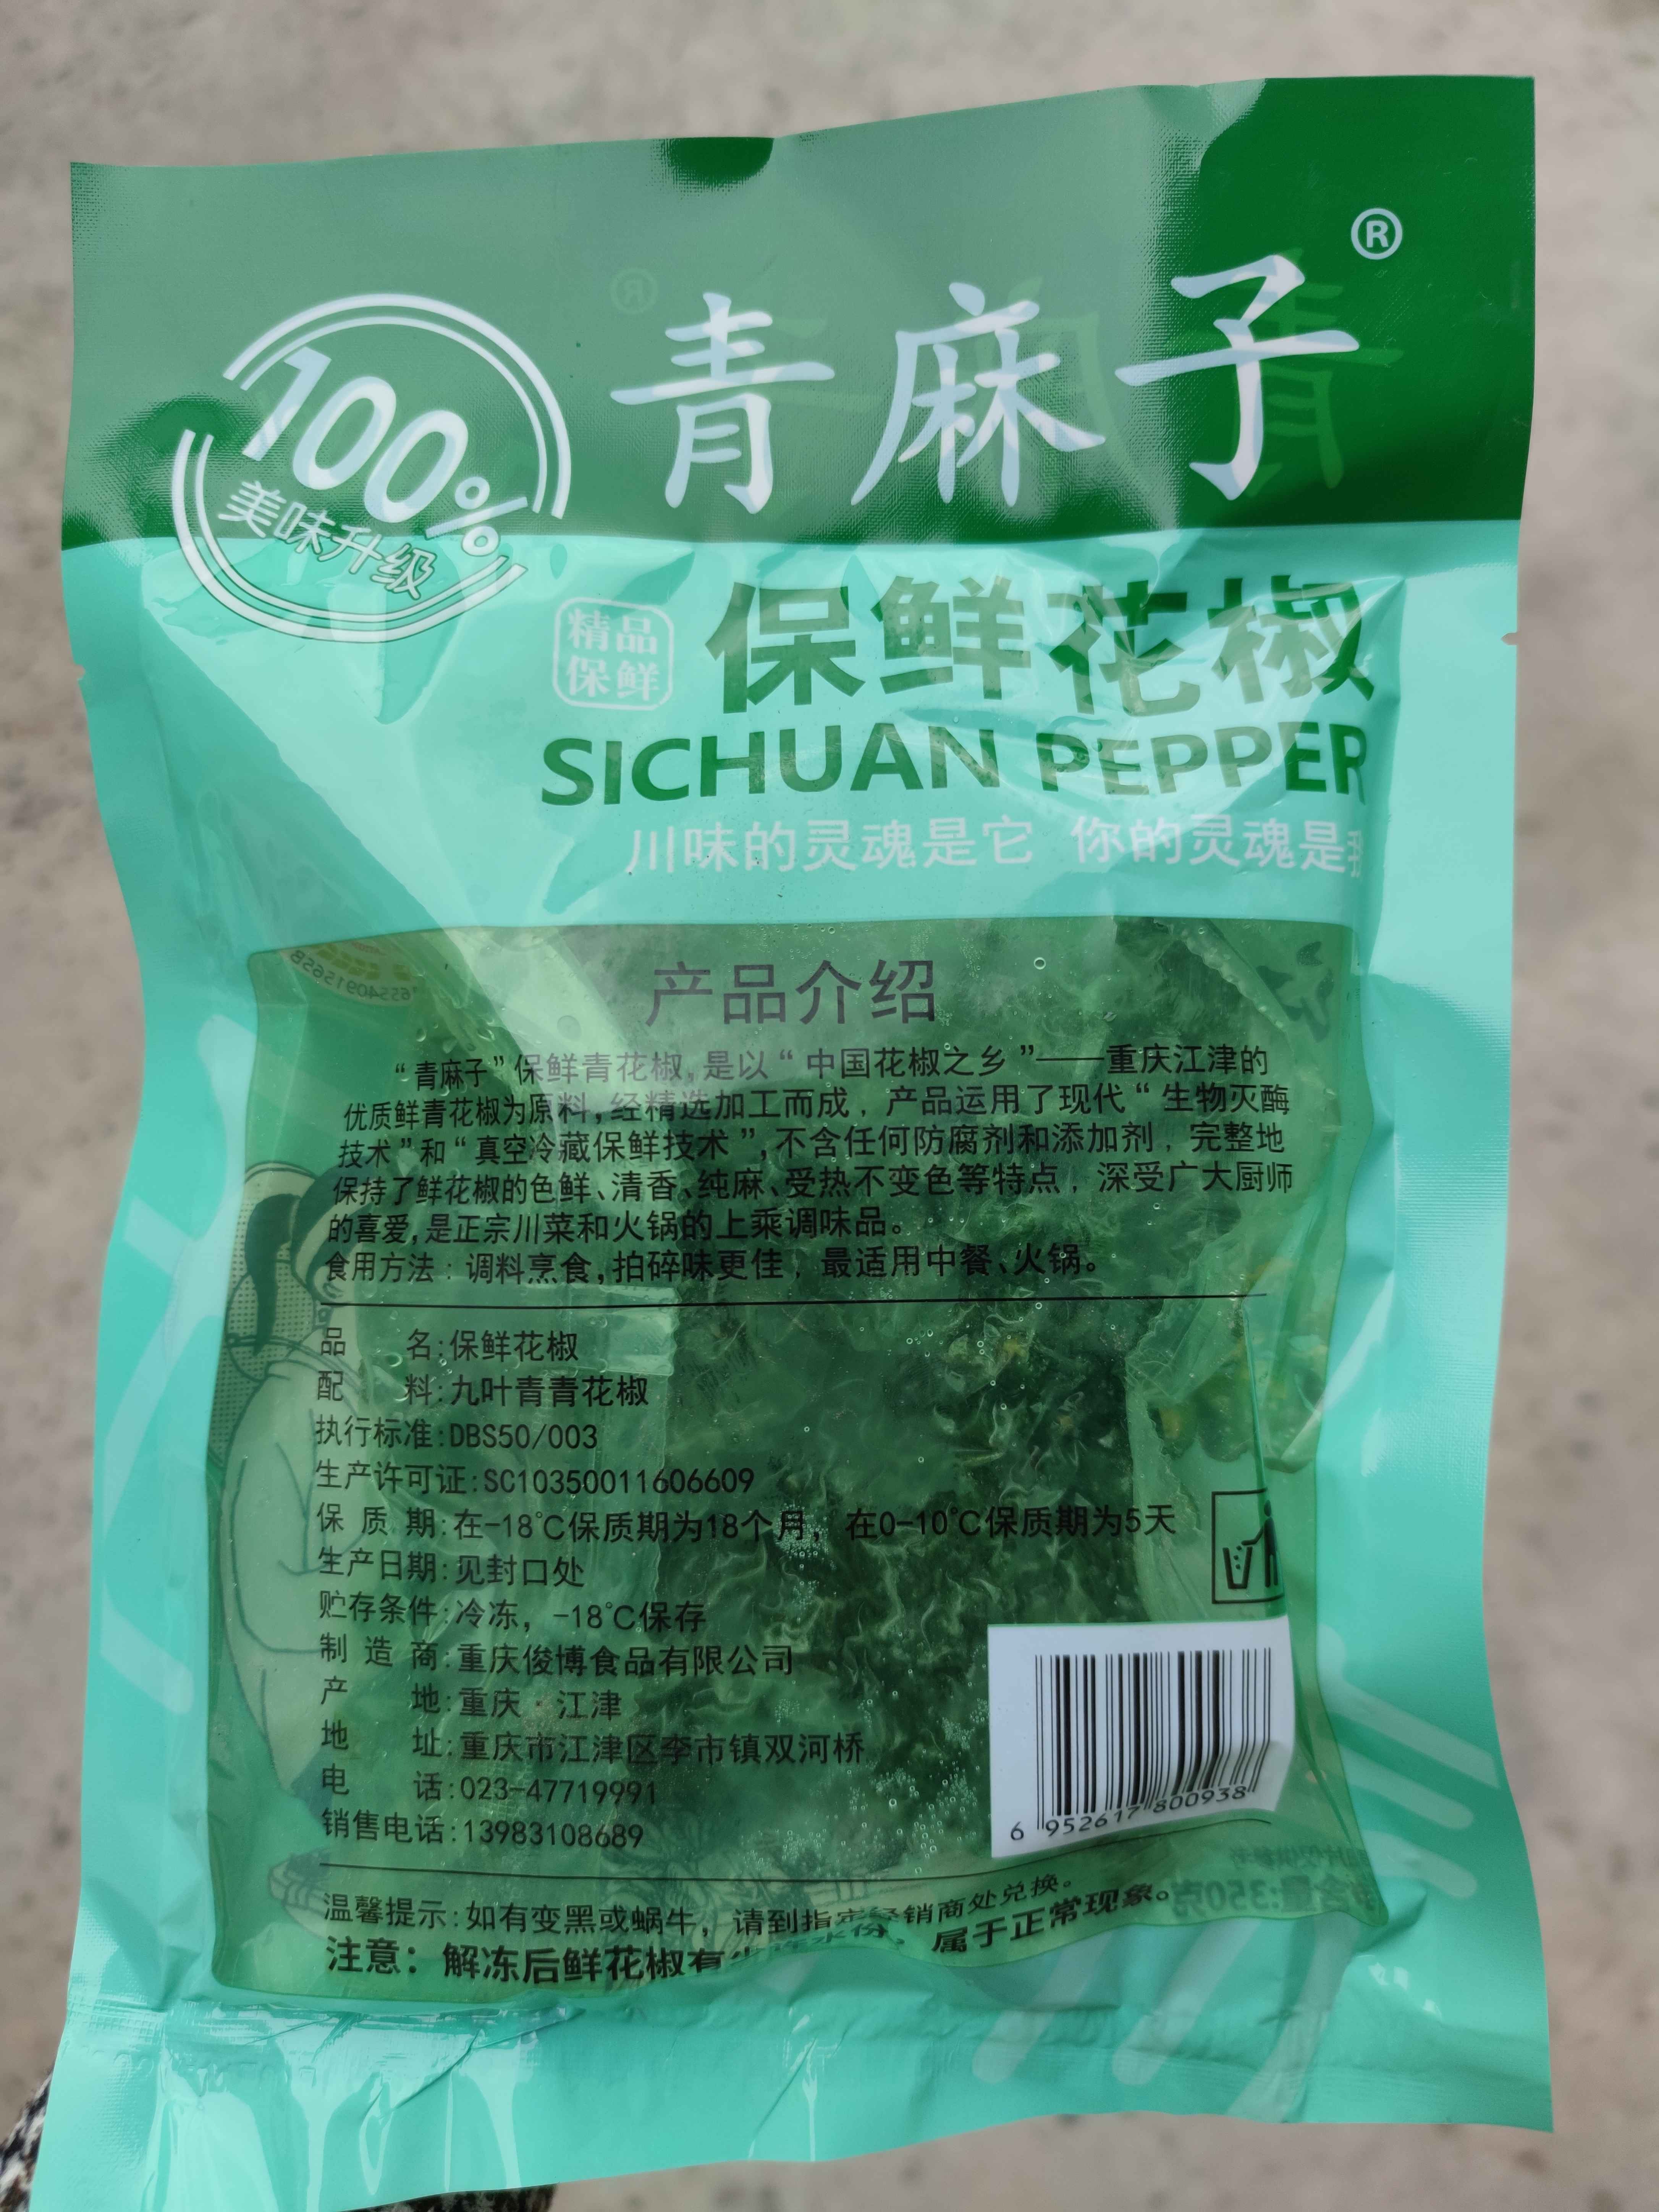 青麻子®
100%
美味升级
精品
保鲜
保鲜花椒
SICHUAN PEPPER
川味的灵魂是它 你的灵魂是
产品介绍
“青麻子”保鲜青花椒,是以“中国花椒之乡”——重庆江津的
优质鲜青花椒为原料,经精选加工而成,产品运用了现代“生物灭酶
技术”和“真空冷藏保鲜技术”,不含任何防腐剂和添加剂,完整地
保持了鲜花椒的色鲜、清香、纯麻、受热不变色等特点,深受广大厨师
的喜爱,是正宗川菜和火锅的上乘调味品。
食用方法:调料烹食,拍碎味更佳,最适用中餐、火锅。
品 名:保鲜花椒
配 料:九叶青青花椒
执行标准:DBS50/003
生产许可证:SC10350011606609
保 质 期:在-18℃保质期为18个月,在0-10℃保质期为5天
生产日期:见封口处
贮存条件:冷冻,-18℃保存
制 造 商:重庆俊博食品有限公司
产 地:重庆·江津
地 址:重庆市江津区李市镇双河桥
电 话:023-47719991
销售电话:13983108689
6 952617 800938
温馨提示:如有变黑或蜗牛,请到指定经销商处兑换。
注意:解冻后鲜花椒有 水份,属于正常现象。